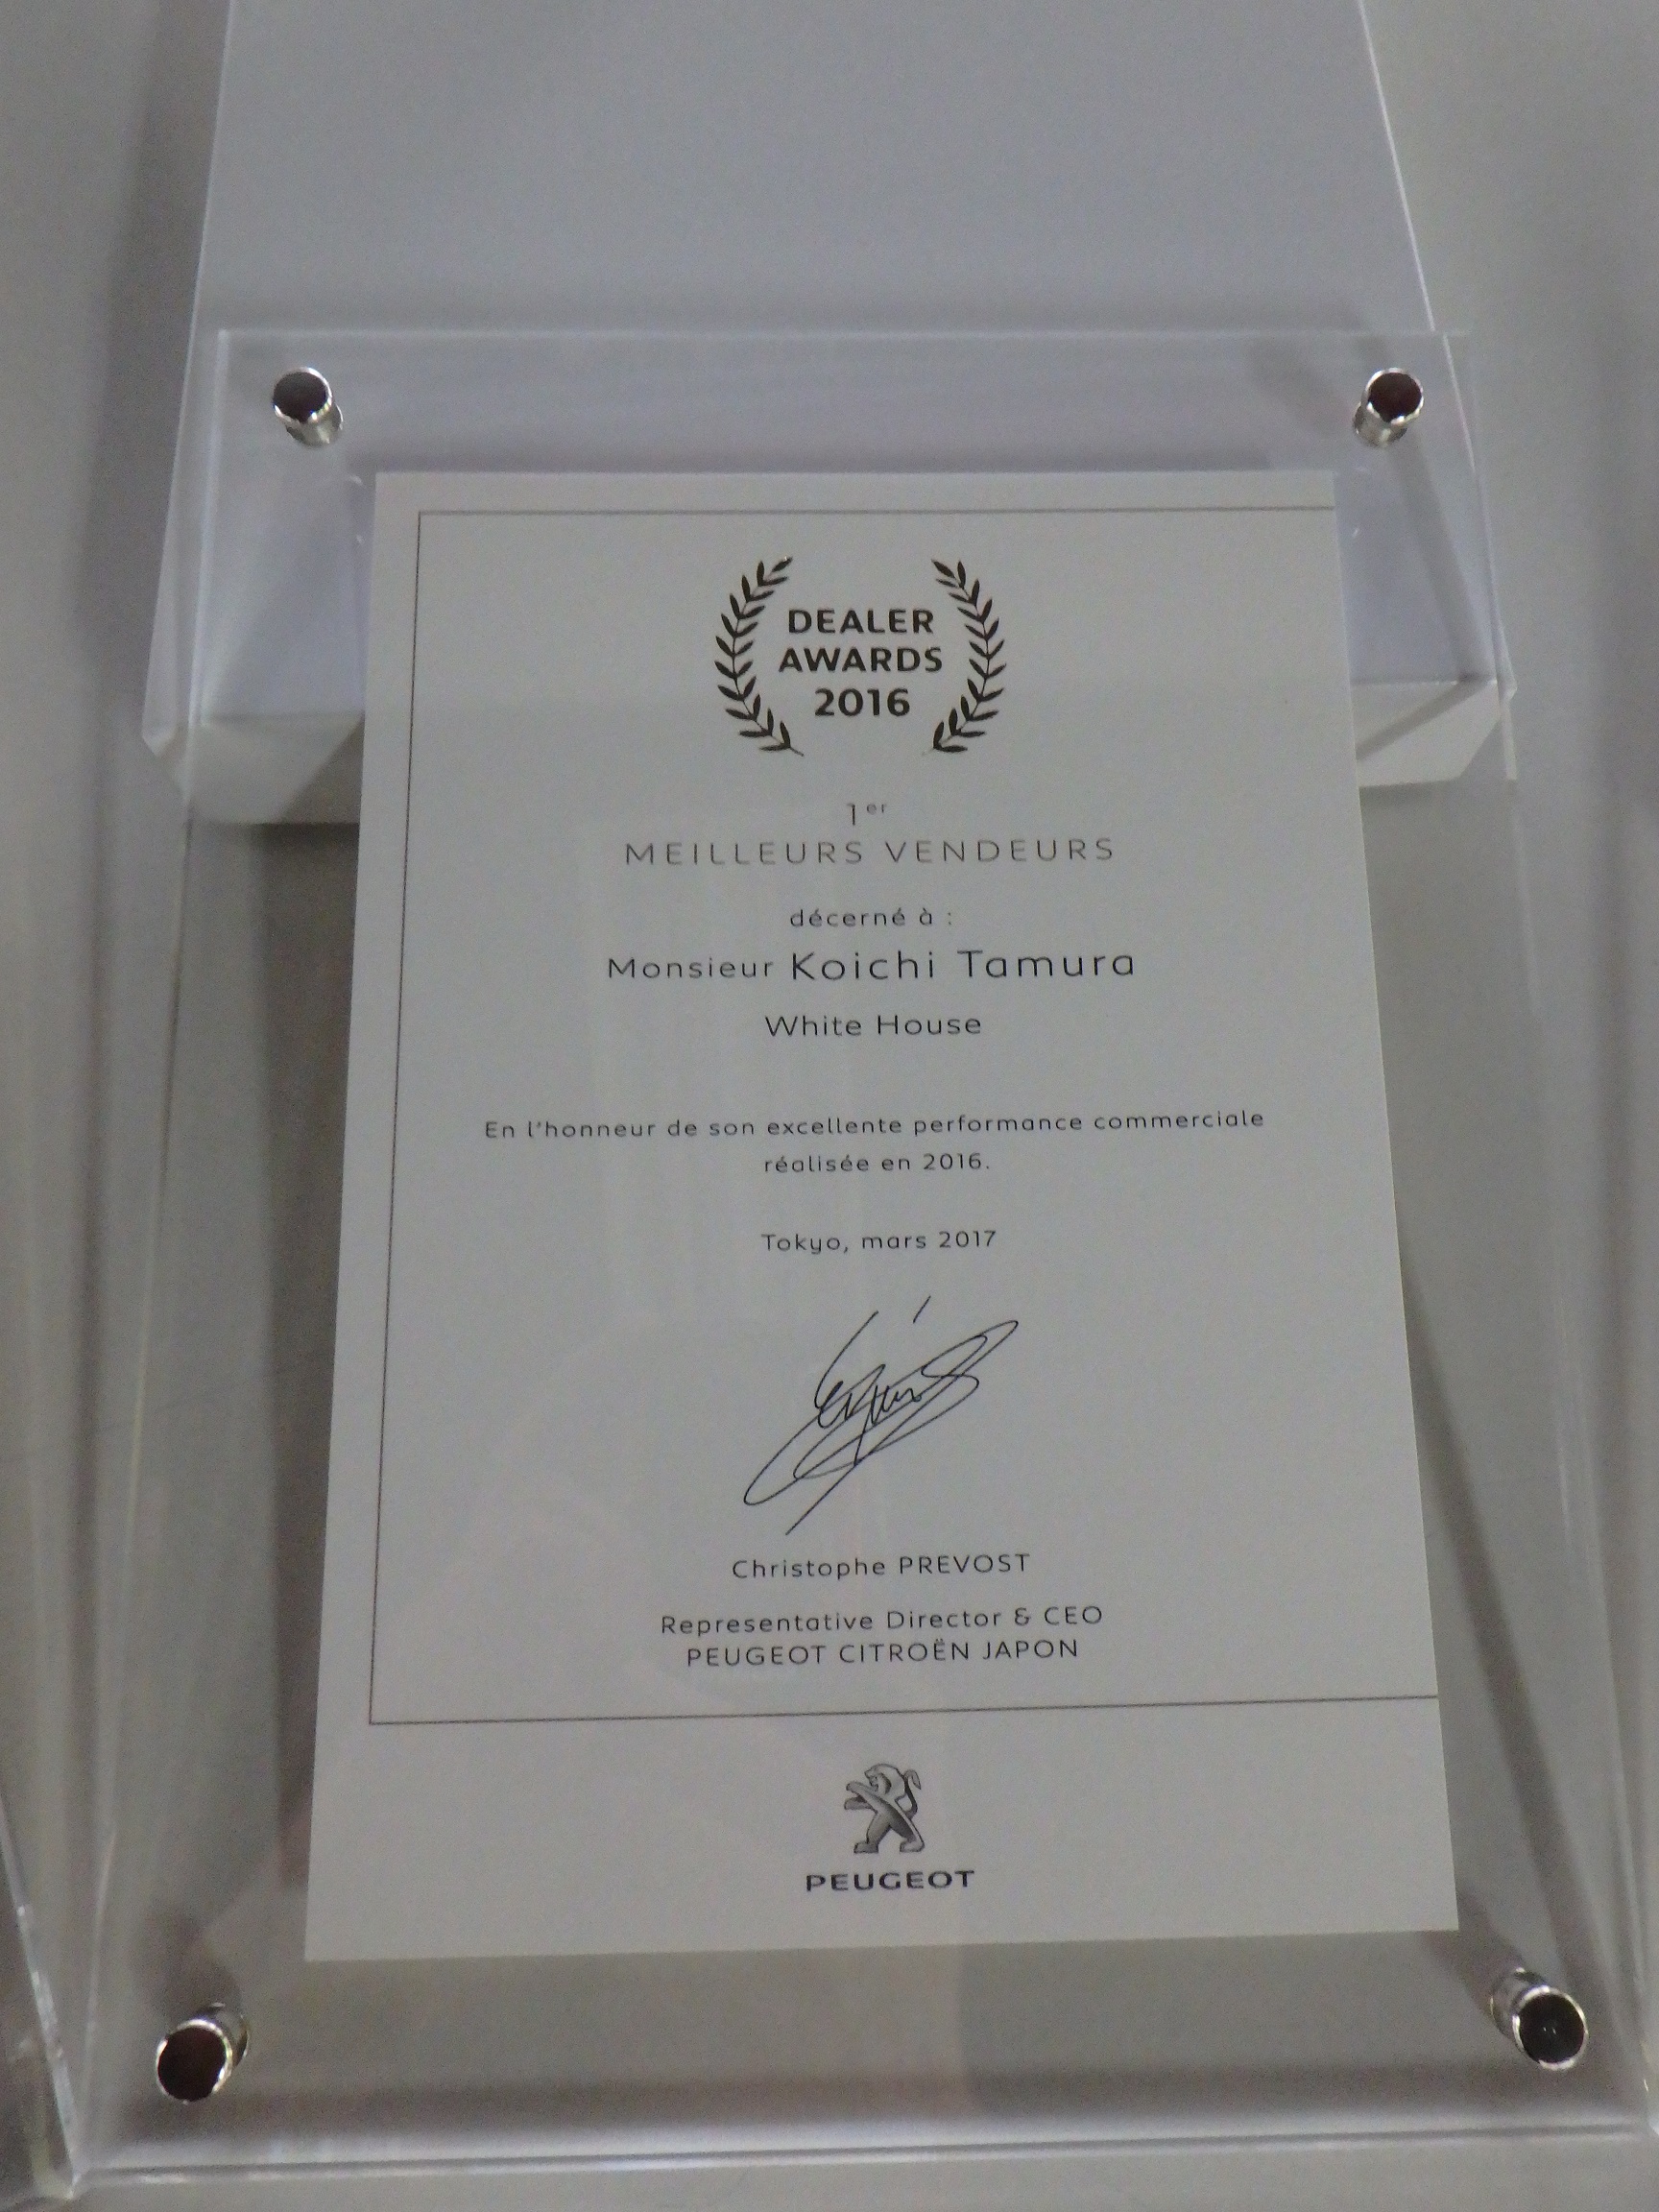 DEALER
AWARDS
2016
1er
MEILLEURS VENDEURS
décerné à :
Monsieur Koichi Tamura
White House
En l'honneur de son excellente performance commerciale
réalisée en 2016.
Tokyo, mars 2017
Christophe PREVOST
Representative Director & CEO
PEUGEOT CITROËN JAPON
PEUGEOT